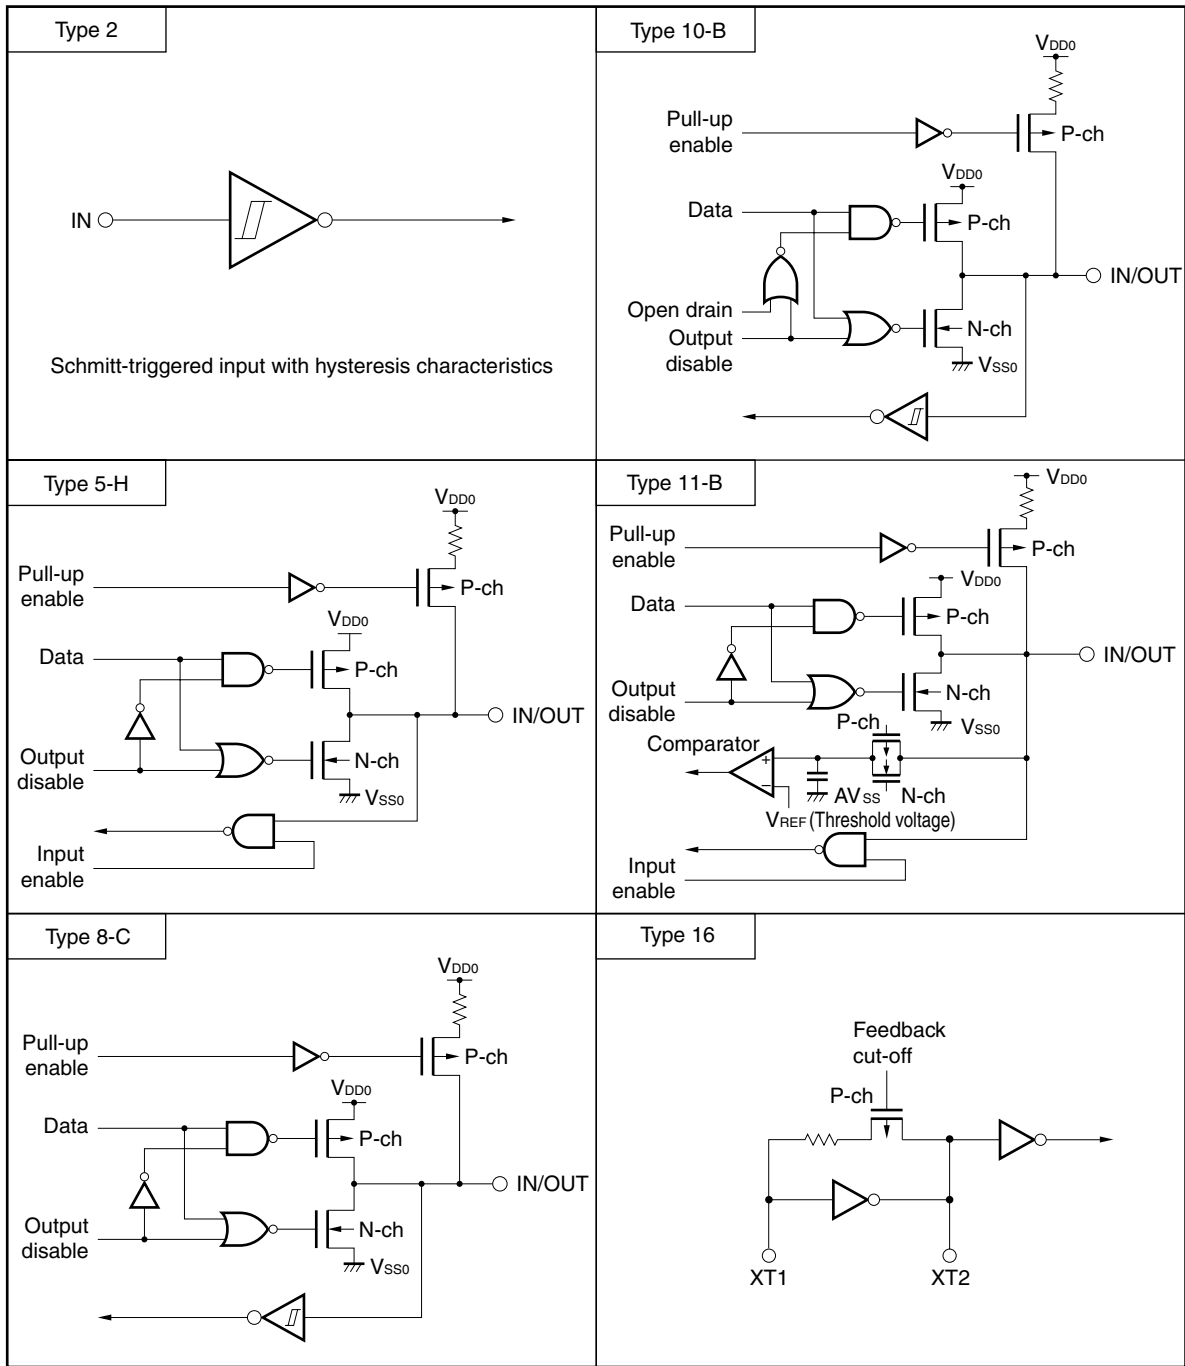 Type 2
IN
Schmitt-triggered input with hysteresis characteristics
Type 10-B
VDD0
Pull-up
enable
P-ch
VDD0
Data
P-ch
IN/OUT
Open drain
Output
disable
N-ch
VSS0
Type 5-H
VDD0
Pull-up
enable
P-ch
VDD0
Data
P-ch
IN/OUT
Output
disable
N-ch
VSS0
Input
enable
Type 11-B
VDD0
Pull-up
enable
P-ch
VDD0
Data
P-ch
IN/OUT
Output
disable
N-ch
P-ch
VSS0
Comparator
+
−
AVSS
N-ch
VREF (Threshold voltage)
Input
enable
Type 8-C
VDD0
Pull-up
enable
P-ch
VDD0
Data
P-ch
IN/OUT
Output
disable
N-ch
VSS0
Type 16
Feedback
cut-off
P-ch
XT1
XT2